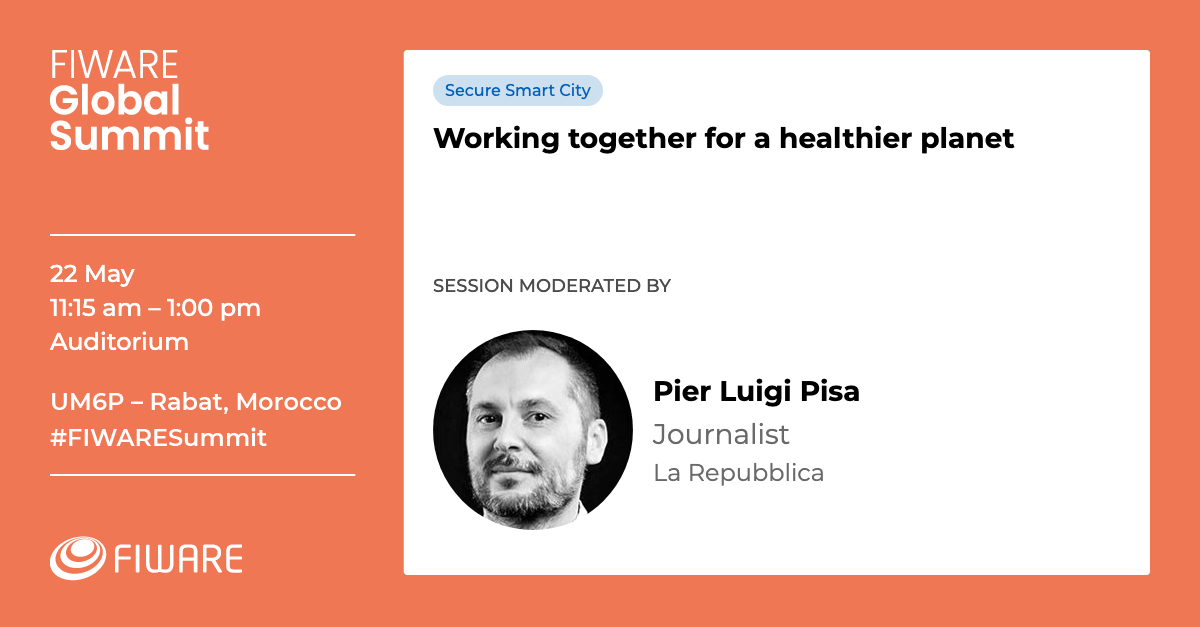 FIWARE
Global
Summit
22 May
11:15 am – 1:00 pm
Auditorium
UM6P – Rabat, Morocco
#FIWARESummit
FIWARE
Secure Smart City
Working together for a healthier planet
SESSION MODERATED BY
Pier Luigi Pisa
Journalist
La Repubblica